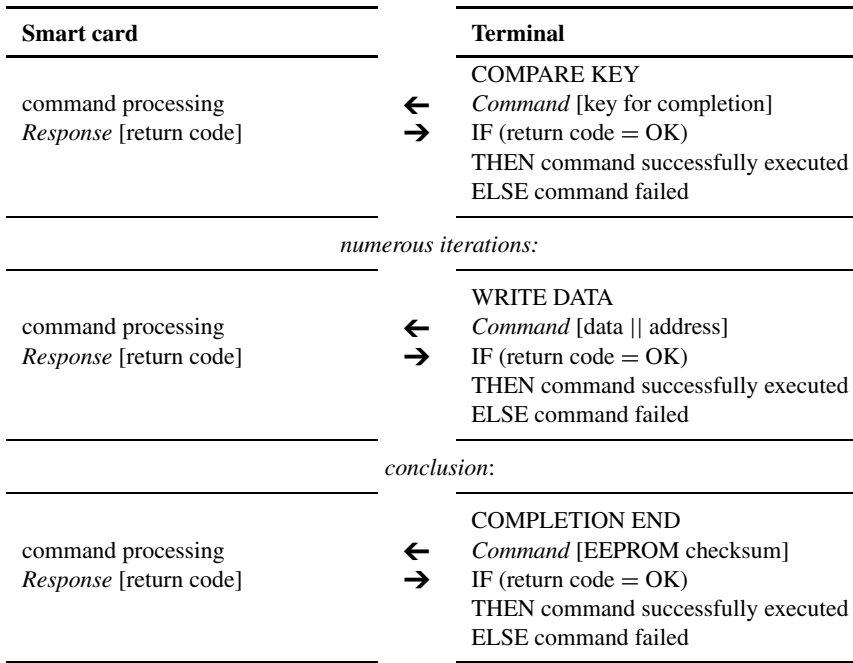 Smart card Terminal
COMPARE KEY
command processing ← Command [key for completion]
Response [return code] → IF (return code = OK)
THEN command successfully executed
ELSE command failed
numerous iterations:
WRITE DATA
command processing ← Command [data || address]
Response [return code] → IF (return code = OK)
THEN command successfully executed
ELSE command failed
conclusion:
COMPLETION END
command processing ← Command [EEPROM checksum]
Response [return code] → IF (return code = OK)
THEN command successfully executed
ELSE command failed